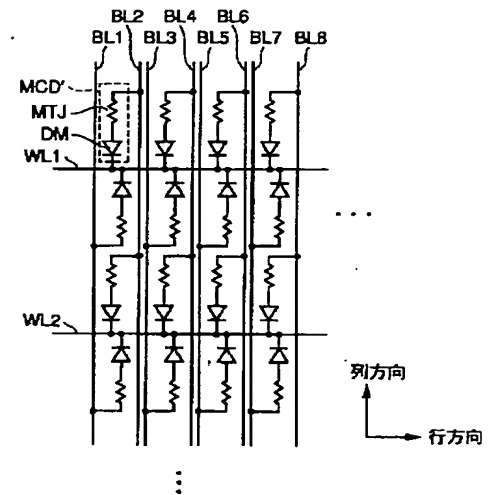 BL2 BL4 BL6
BL1 BL3 BL5 BL7 BL8
MCD'
MTJ
DM
WL1
WL2
列方向
行方向